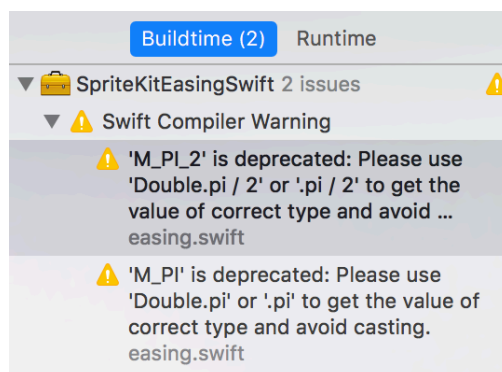 Buildtime (2) Runtime
SpriteKitEasingSwift 2 issues
Swift Compiler Warning
'M_PI_2' is deprecated: Please use
'Double.pi / 2' or '.pi / 2' to get the
value of correct type and avoid ...
easing.swift
'M_PI' is deprecated: Please use
'Double.pi' or '.pi' to get the value of
correct type and avoid casting.
easing.swift